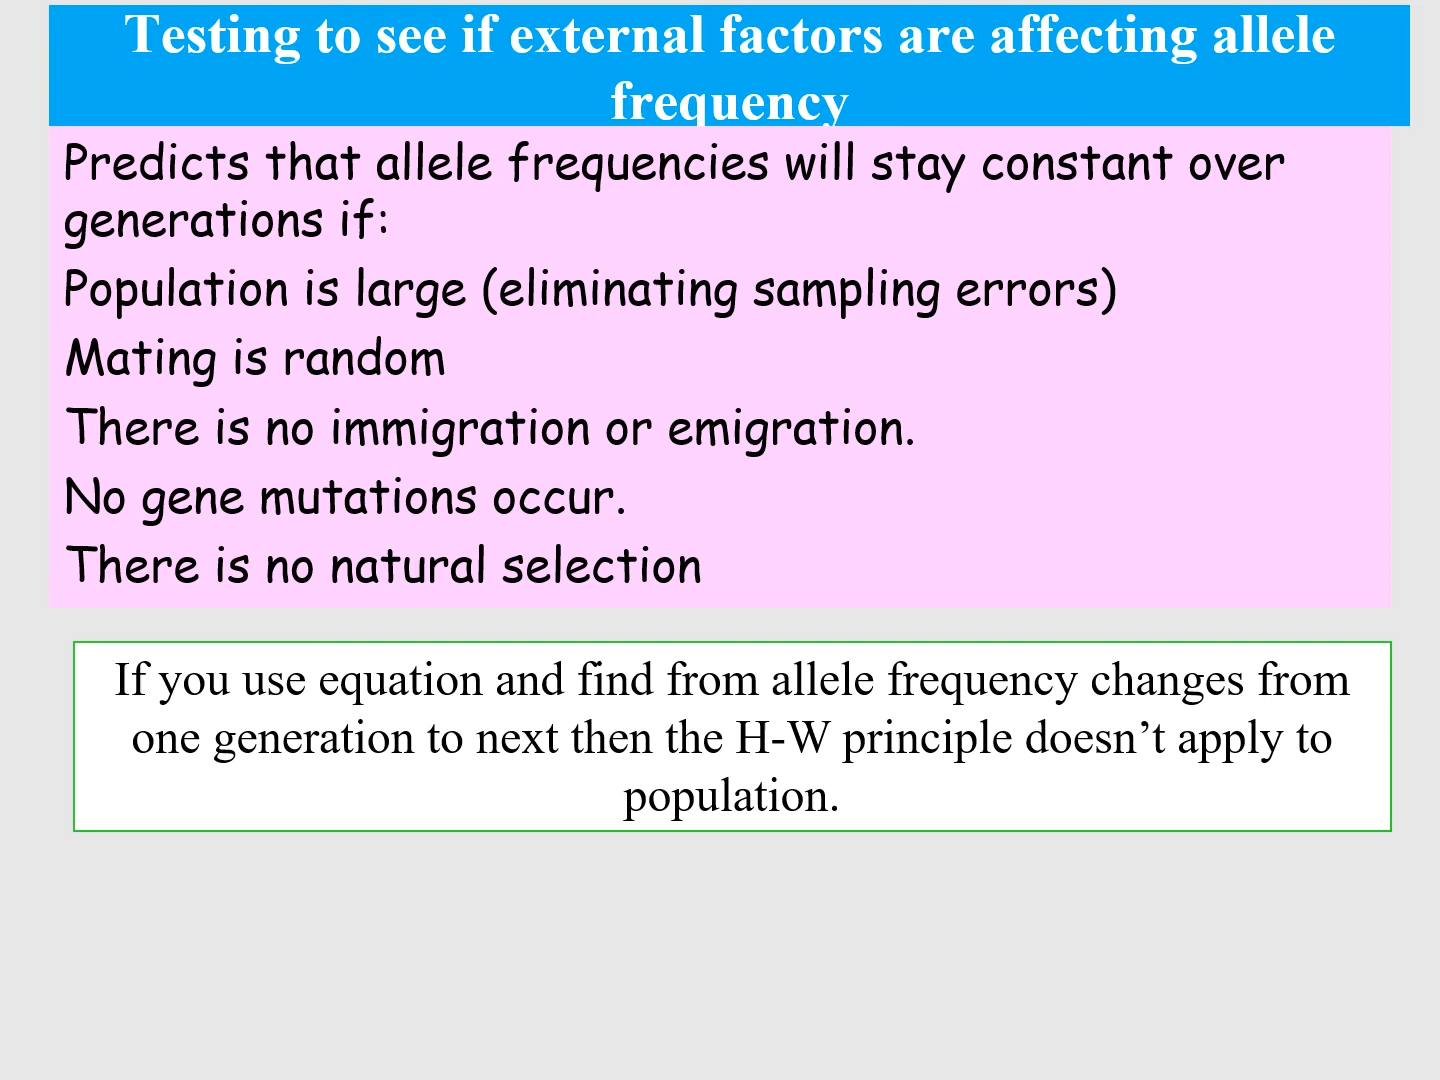 Testing to see if external factors are affecting allele
frequency
Predicts that allele frequencies will stay constant over
generations if:
Population is large (eliminating sampling errors)
Mating is random
There is no immigration or emigration.
No gene mutations occur.
There is no natural selection
If you use equation and find from allele frequency changes from
one generation to next then the H-W principle doesn’t apply to
population.